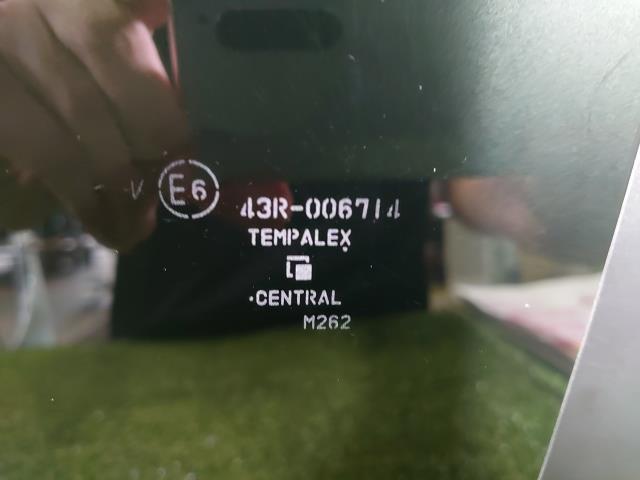 V E6
43R-006714
TEMPALEX
·CENTRAL
M262